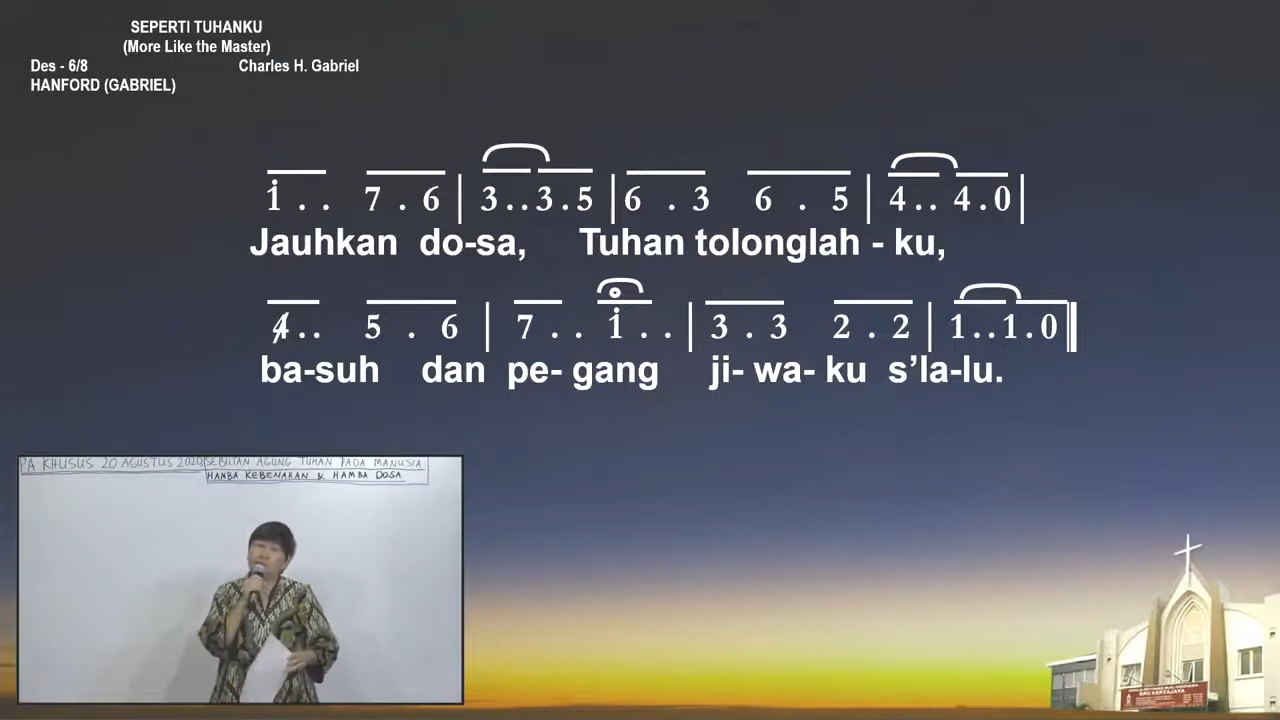 SEPERTI TUHANKU
(More Like the Master)
Des - 6/8 Charles H. Gabriel
HANFORD (GABRIEL)
1 . . 7 . 6 | 3 . . 3 . 5 | 6 . 3 6 . 5 | 4 . . 4 . 0 |
Jauhkan do-sa, Tuhan tolonglah - ku,
4 . . 5 . 6 | 7 . . 1 . . | 3 . 3 2 . 2 | 1 . . 1 . 0 ||
ba-suh dan pe- gang ji- wa- ku s’la-lu.
PA KHUSUS 20 AGUSTUS 2020 SEBUTAN AGUNG TUHAN PADA MANUSIA
HAMBA KEBENARAN & HAMBA DOSA
GRII KERTAJAYA